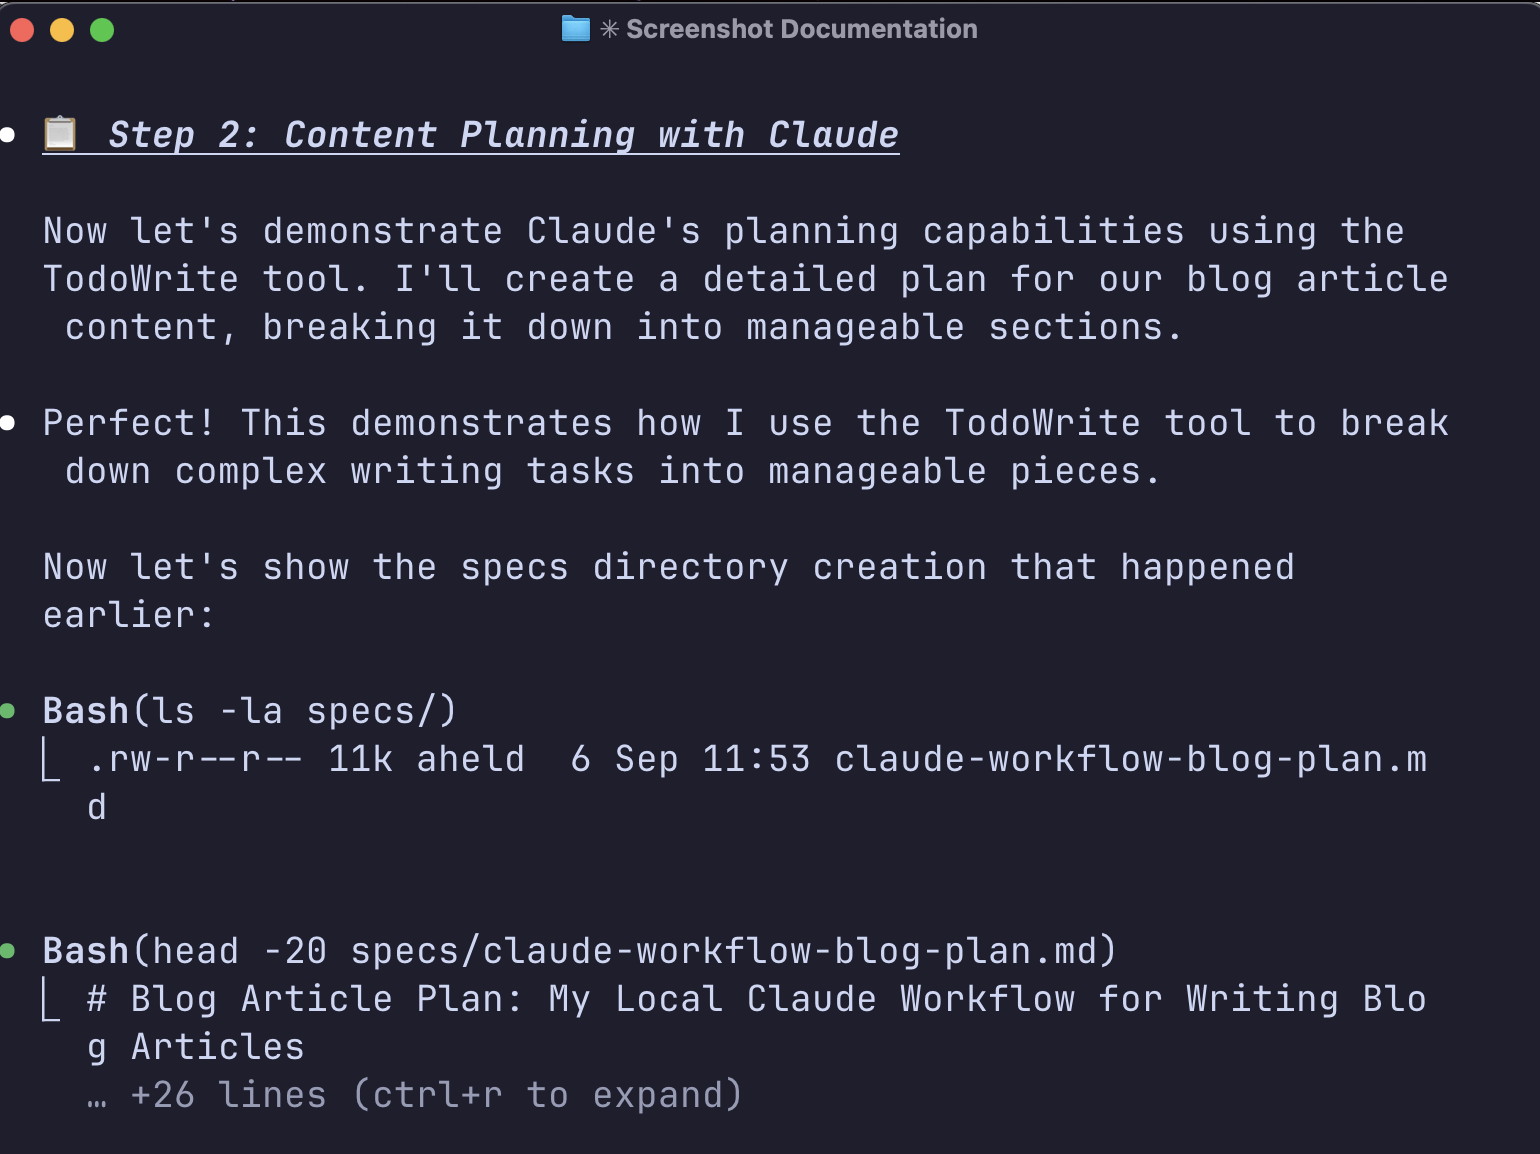 ✳ Screenshot Documentation
📋 Step 2: Content Planning with Claude
Now let's demonstrate Claude's planning capabilities using the
TodoWrite tool. I'll create a detailed plan for our blog article
content, breaking it down into manageable sections.
Perfect! This demonstrates how I use the TodoWrite tool to break
down complex writing tasks into manageable pieces.
Now let's show the specs directory creation that happened
earlier:
Bash(ls -la specs/)
.rw-r--r-- 11k aheld  6 Sep 11:53 claude-workflow-blog-plan.m
d
Bash(head -20 specs/claude-workflow-blog-plan.md)
# Blog Article Plan: My Local Claude Workflow for Writing Blo
g Articles
… +26 lines (ctrl+r to expand)